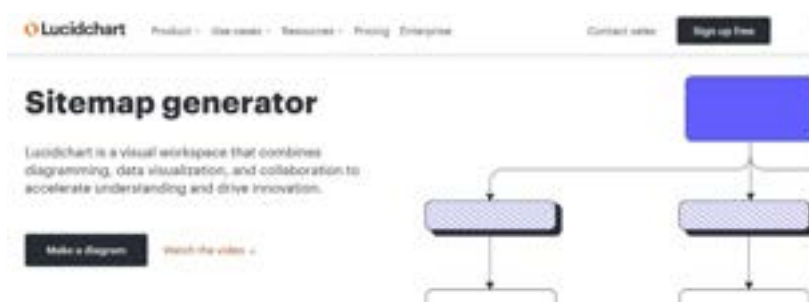 Lucidchart Product Use cases Resources Pricing Enterprise Contact sales Sign up free
Sitemap generator
Lucidchart is a visual workspace that combines
diagramming, data visualization, and collaboration to
accelerate understanding and drive innovation.
Make a diagram Watch the video